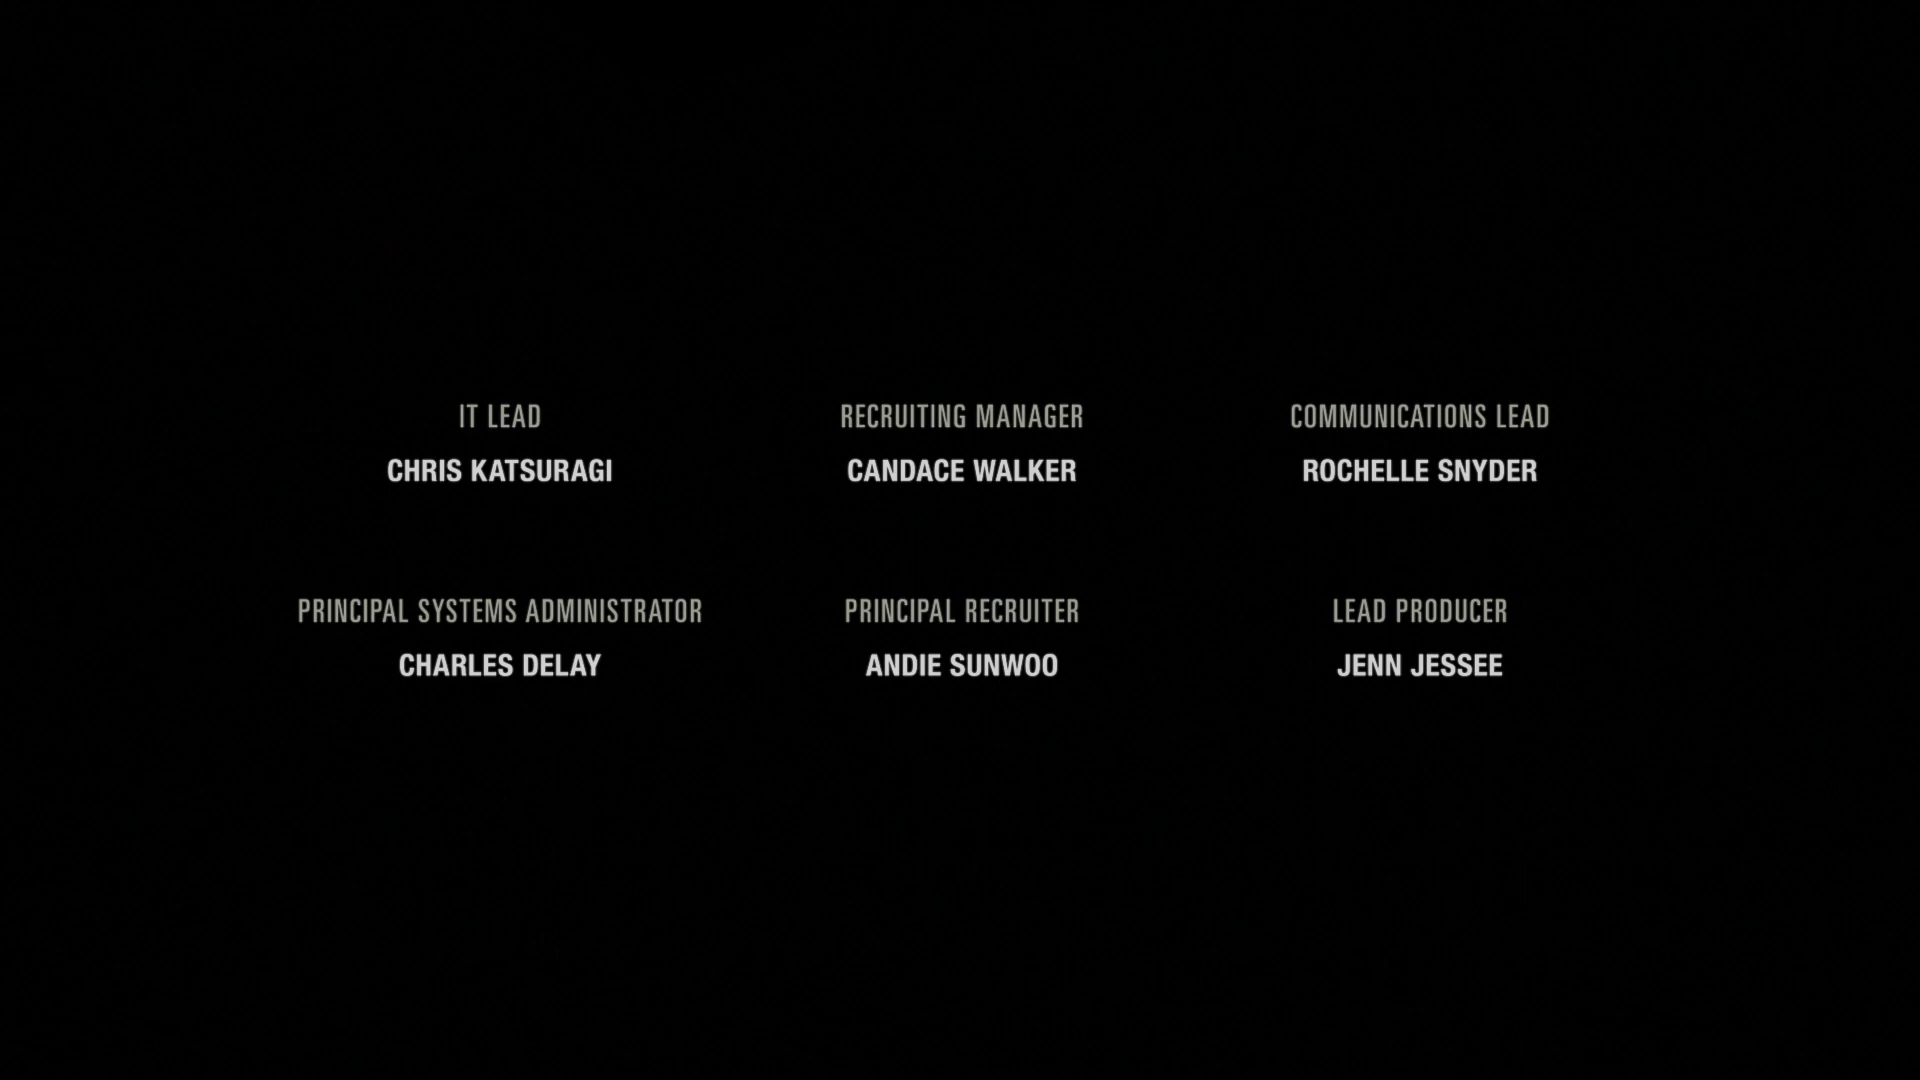 IT LEAD
CHRIS KATSURAGI
RECRUITING MANAGER
CANDACE WALKER
COMMUNICATIONS LEAD
ROCHELLE SNYDER
PRINCIPAL SYSTEMS ADMINISTRATOR
CHARLES DELAY
PRINCIPAL RECRUITER
ANDIE SUNWOO
LEAD PRODUCER
JENN JESSEE